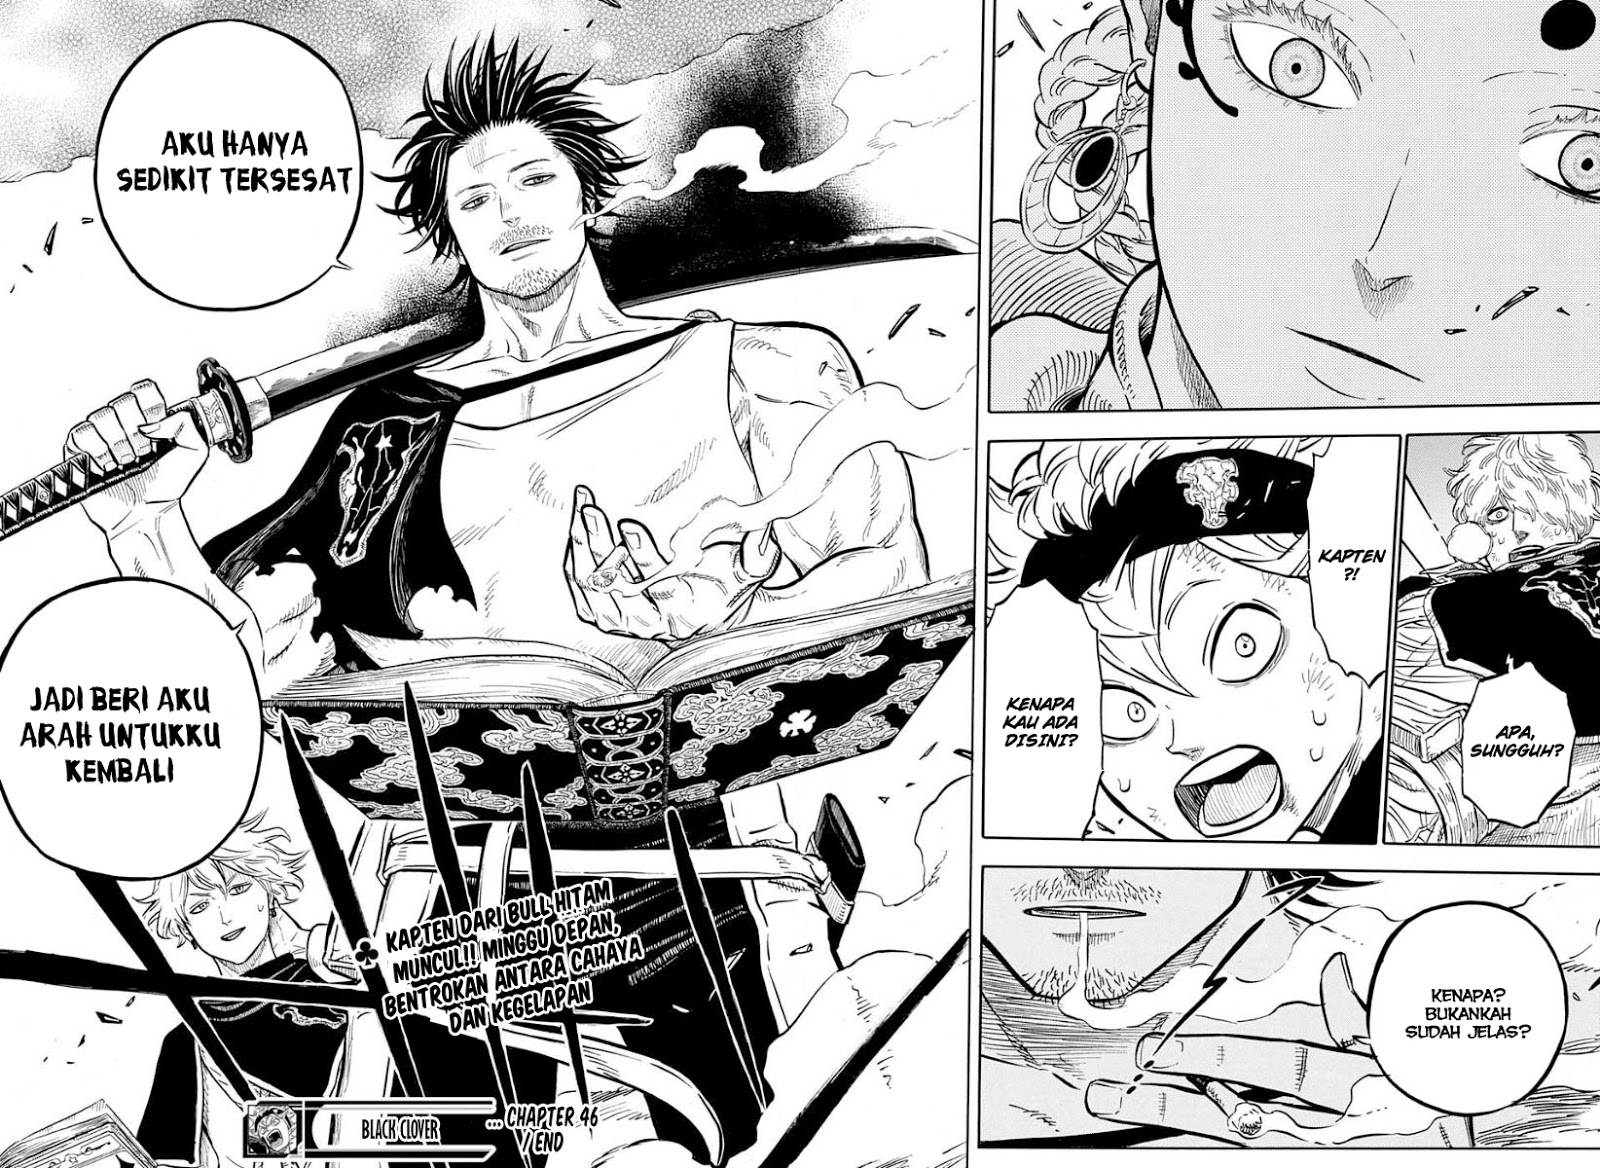 APA,
SUNGGUH?
KAPTEN
?!
KENAPA
KAU ADA
DISINI?
KENAPA?
BUKANKAH
SUDAH JELAS?
AKU HANYA
SEDIKIT TERSESAT
JADI BERI AKU
ARAH UNTUKKU
KEMBALI
KAPTEN DARI BULL HITAM
MUNCUL!! MINGGU DEPAN,
BENTROKAN ANTARA CAHAYA
DAN KEGELAPAN
BLACK CLOVER
... CHAPTER 46
/ END